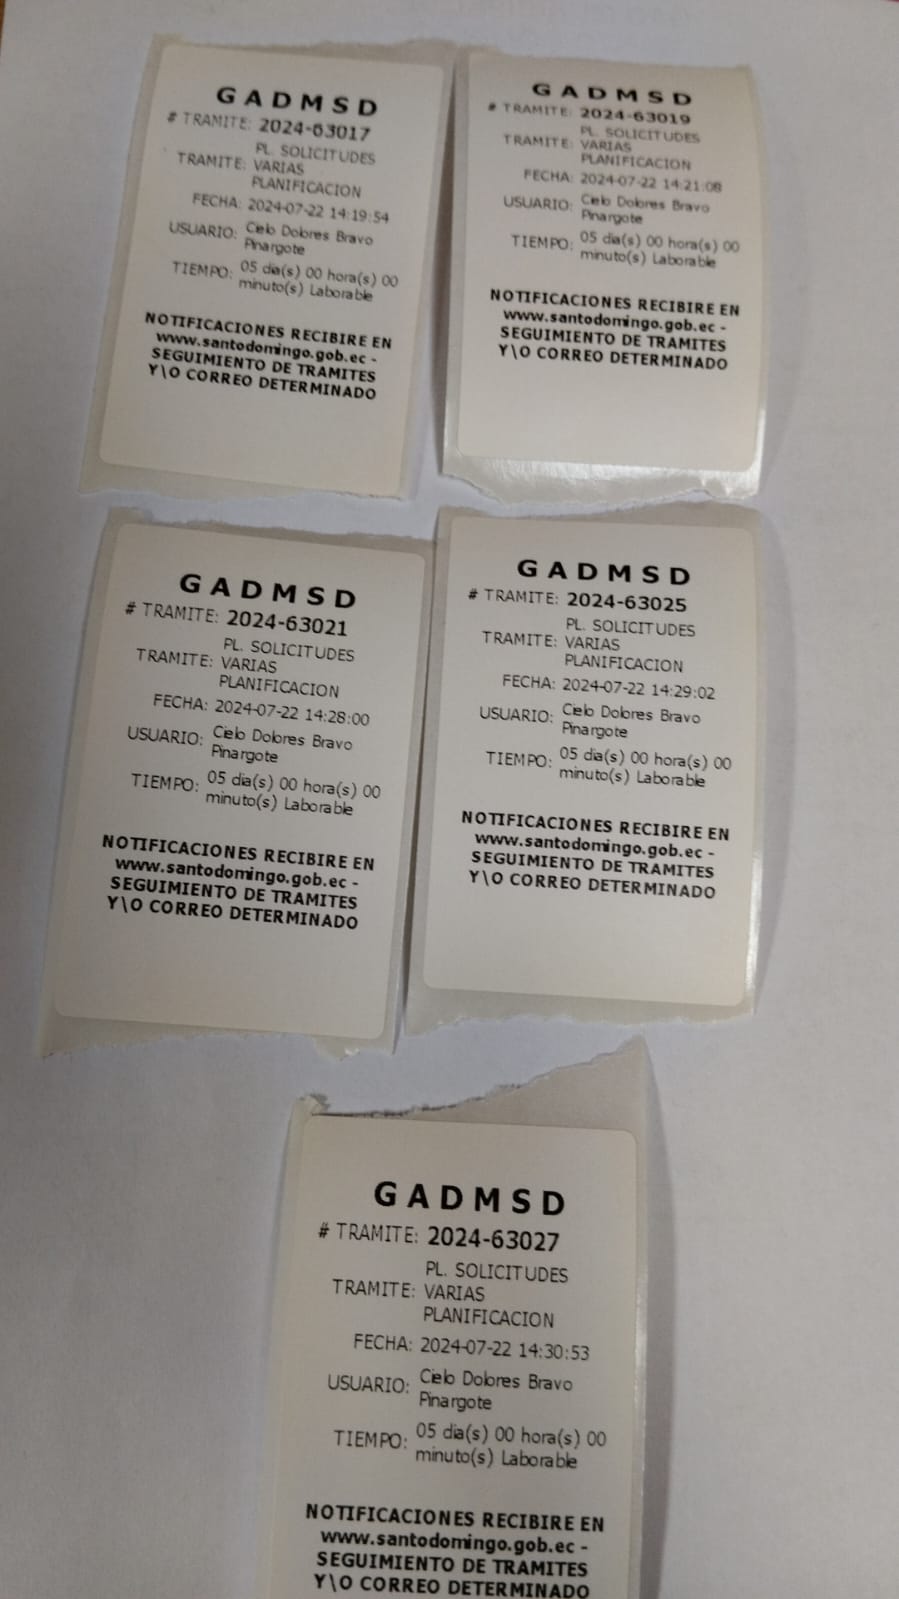 GADMSD
# TRAMITE: 2024-63017
PL. SOLICITUDES
TRAMITE: VARIAS
PLANIFICACION
FECHA: 2024-07-22 14:19:54
USUARIO: Cielo Dolores Bravo
Pinargote
TIEMPO: 05 dia(s) 00 hora(s) 00
minuto(s) Laborable
NOTIFICACIONES RECIBIRE EN
www.santodomingo.gob.ec -
SEGUIMIENTO DE TRAMITES
Y\O CORREO DETERMINADO
GADMSD
# TRAMITE: 2024-63019
PL. SOLICITUDES
TRAMITE: VARIAS
PLANIFICACION
FECHA: 2024-07-22 14:21:08
USUARIO: Cielo Dolores Bravo
Pinargote
TIEMPO: 05 dia(s) 00 hora(s) 00
minuto(s) Laborable
NOTIFICACIONES RECIBIRE EN
www.santodomingo.gob.ec -
SEGUIMIENTO DE TRAMITES
Y\O CORREO DETERMINADO
GADMSD
# TRAMITE: 2024-63021
PL. SOLICITUDES
TRAMITE: VARIAS
PLANIFICACION
FECHA: 2024-07-22 14:28:00
USUARIO: Cielo Dolores Bravo
Pinargote
TIEMPO: 05 dia(s) 00 hora(s) 00
minuto(s) Laborable
NOTIFICACIONES RECIBIRE EN
www.santodomingo.gob.ec -
SEGUIMIENTO DE TRAMITES
Y\O CORREO DETERMINADO
GADMSD
# TRAMITE: 2024-63025
PL. SOLICITUDES
TRAMITE: VARIAS
PLANIFICACION
FECHA: 2024-07-22 14:29:02
USUARIO: Cielo Dolores Bravo
Pinargote
TIEMPO: 05 dia(s) 00 hora(s) 00
minuto(s) Laborable
NOTIFICACIONES RECIBIRE EN
www.santodomingo.gob.ec -
SEGUIMIENTO DE TRAMITES
Y\O CORREO DETERMINADO
GADMSD
# TRAMITE: 2024-63027
PL. SOLICITUDES
TRAMITE: VARIAS
PLANIFICACION
FECHA: 2024-07-22 14:30:53
USUARIO: Cielo Dolores Bravo
Pinargote
TIEMPO: 05 dia(s) 00 hora(s) 00
minuto(s) Laborable
NOTIFICACIONES RECIBIRE EN
www.santodomingo.gob.ec -
SEGUIMIENTO DE TRAMITES
Y\O CORREO DETERMINADO